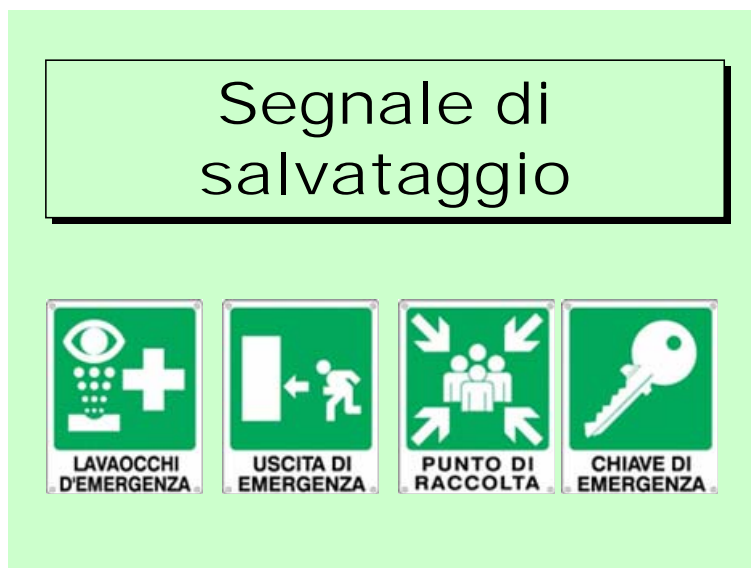 Segnale di
salvataggio
LAVAOCCHI
D'EMERGENZA
USCITA DI
EMERGENZA
PUNTO DI
RACCOLTA
CHIAVE DI
EMERGENZA